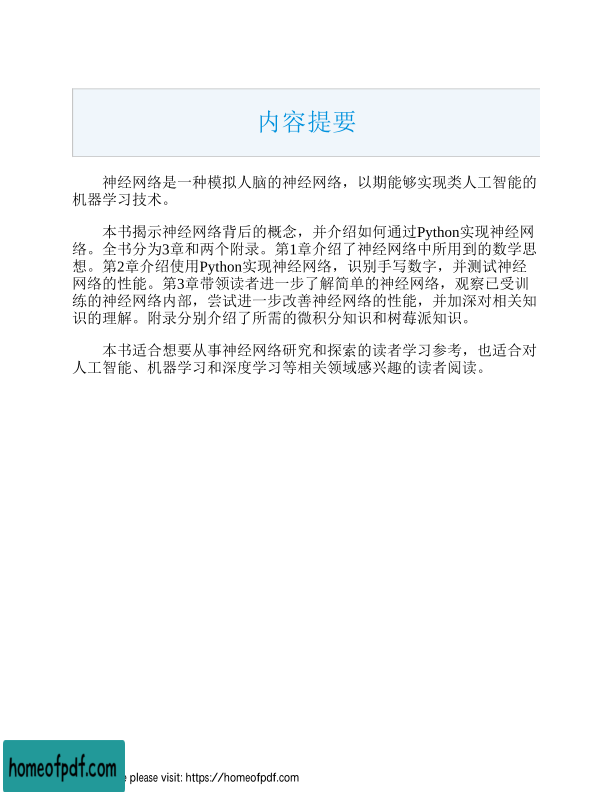 内容提要
神经网络是一种模拟人脑的神经网络，以期能够实现类人工智能的
机器学习技术。
本书揭示神经网络背后的概念，并介绍如何通过Python实现神经网
络。全书分为3章和两个附录。第1章介绍了神经网络中所用到的数学思
想。第2章介绍使用Python实现神经网络，识别手写数字，并测试神经
网络的性能。第3章带领读者进一步了解简单的神经网络，观察已受训
练的神经网络内部，尝试进一步改善神经网络的性能，并加深对相关知
识的理解。附录分别介绍了所需的微积分知识和树莓派知识。
本书适合想要从事神经网络研究和探索的读者学习参考，也适合对
人工智能、机器学习和深度学习等相关领域感兴趣的读者阅读。
homeofpdf.com
please visit: https://homeofpdf.com